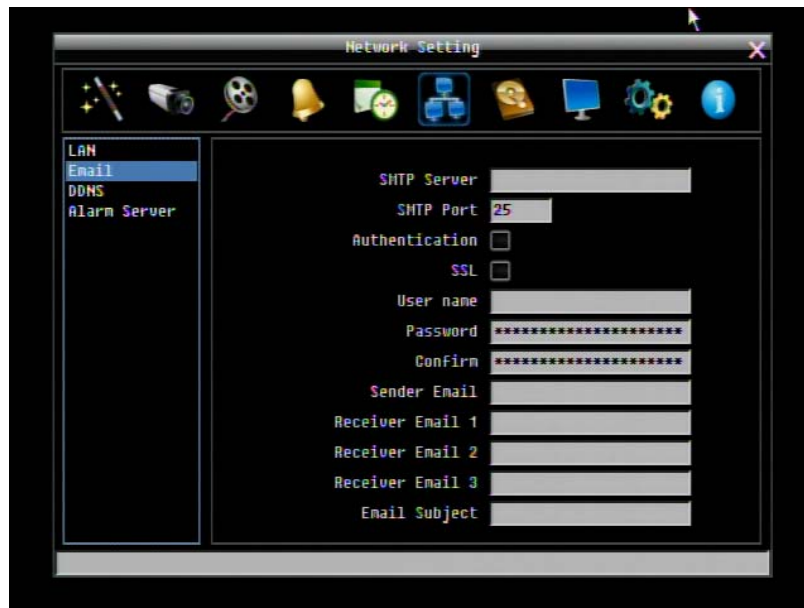 Network Setting
X
LAN
Email
DDNS
Alarm Server
SMTP Server
SMTP Port 25
Authentication
SSL
User name
Password **********************
Confirm **********************
Sender Email
Receiver Email 1
Receiver Email 2
Receiver Email 3
Email Subject